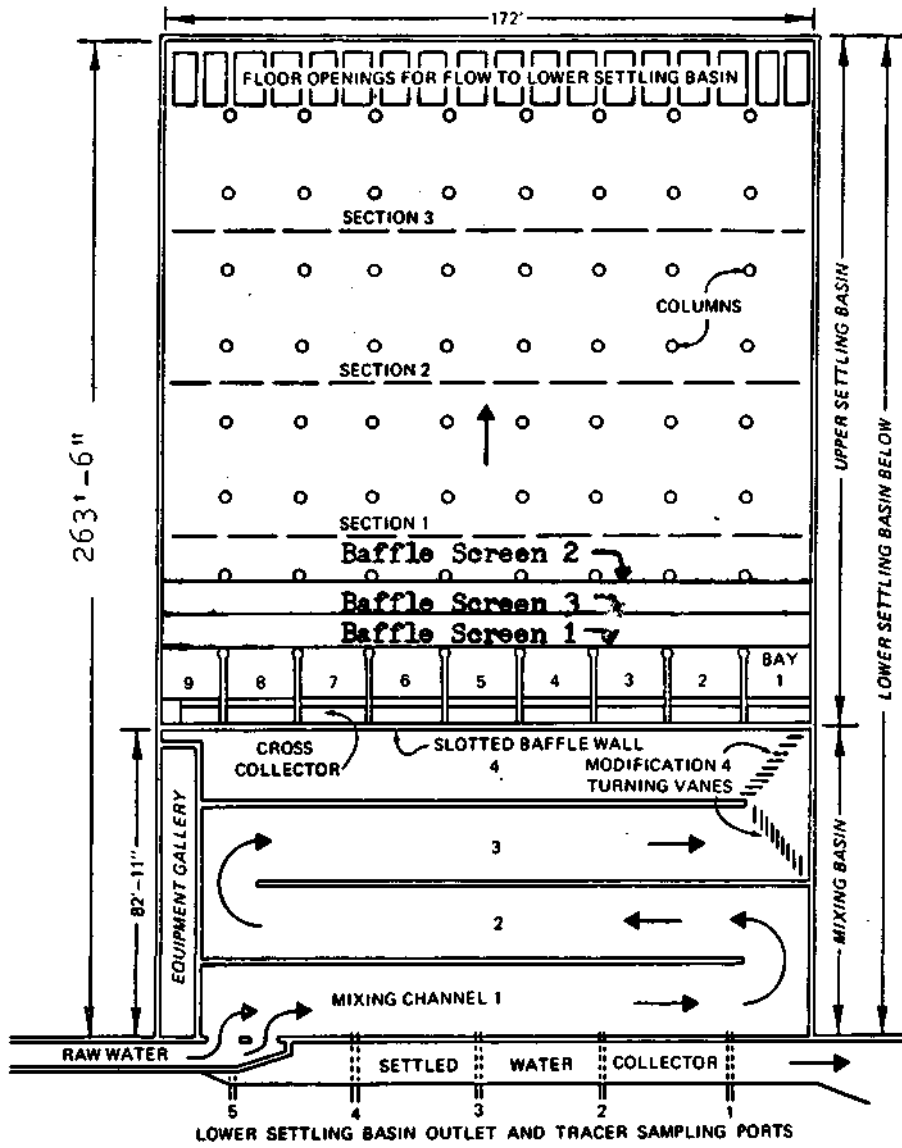 172'
FLOOR OPENINGS FOR FLOW TO LOWER SETTLING BASIN
SECTION 3
COLUMNS
SECTION 2
SECTION 1
263'-6"
UPPER SETTLING BASIN
LOWER SETTLING BASIN BELOW
Baffle Screen 2
Baffle Screen 3
Baffle Screen 1
9 8 7 6 5 4 3 2 BAY 1
CROSS COLLECTOR
SLOTTED BAFFLE WALL
4
MODIFICATION 4
TURNING VANES
82'-11"
EQUIPMENT GALLERY
MIXING BASIN
3
2
MIXING CHANNEL 1
RAW WATER
SETTLED WATER COLLECTOR
5 4 3 2 1
LOWER SETTLING BASIN OUTLET AND TRACER SAMPLING PORTS